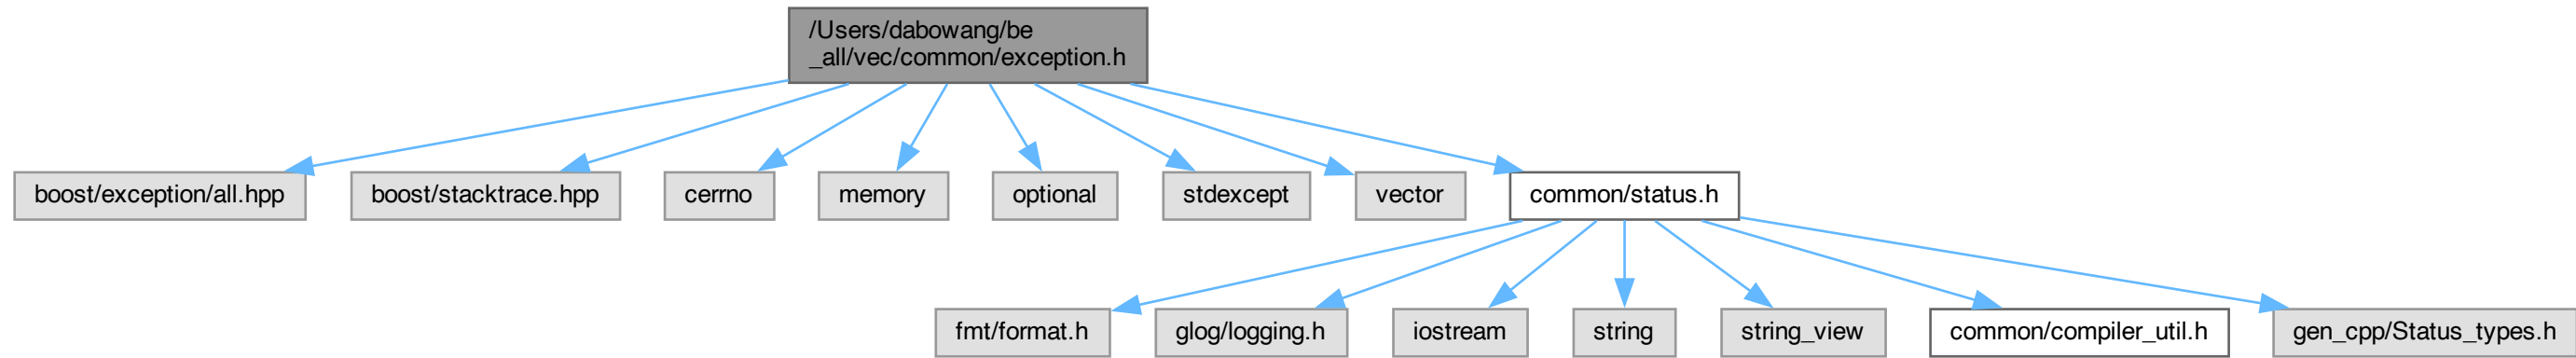 /Users/dabowang/be
_all/vec/common/exception.h
boost/exception/all.hpp
boost/stacktrace.hpp
cerrno
memory
optional
stdexcept
vector
common/status.h
fmt/format.h
glog/logging.h
iostream
string
string_view
common/compiler_util.h
gen_cpp/Status_types.h